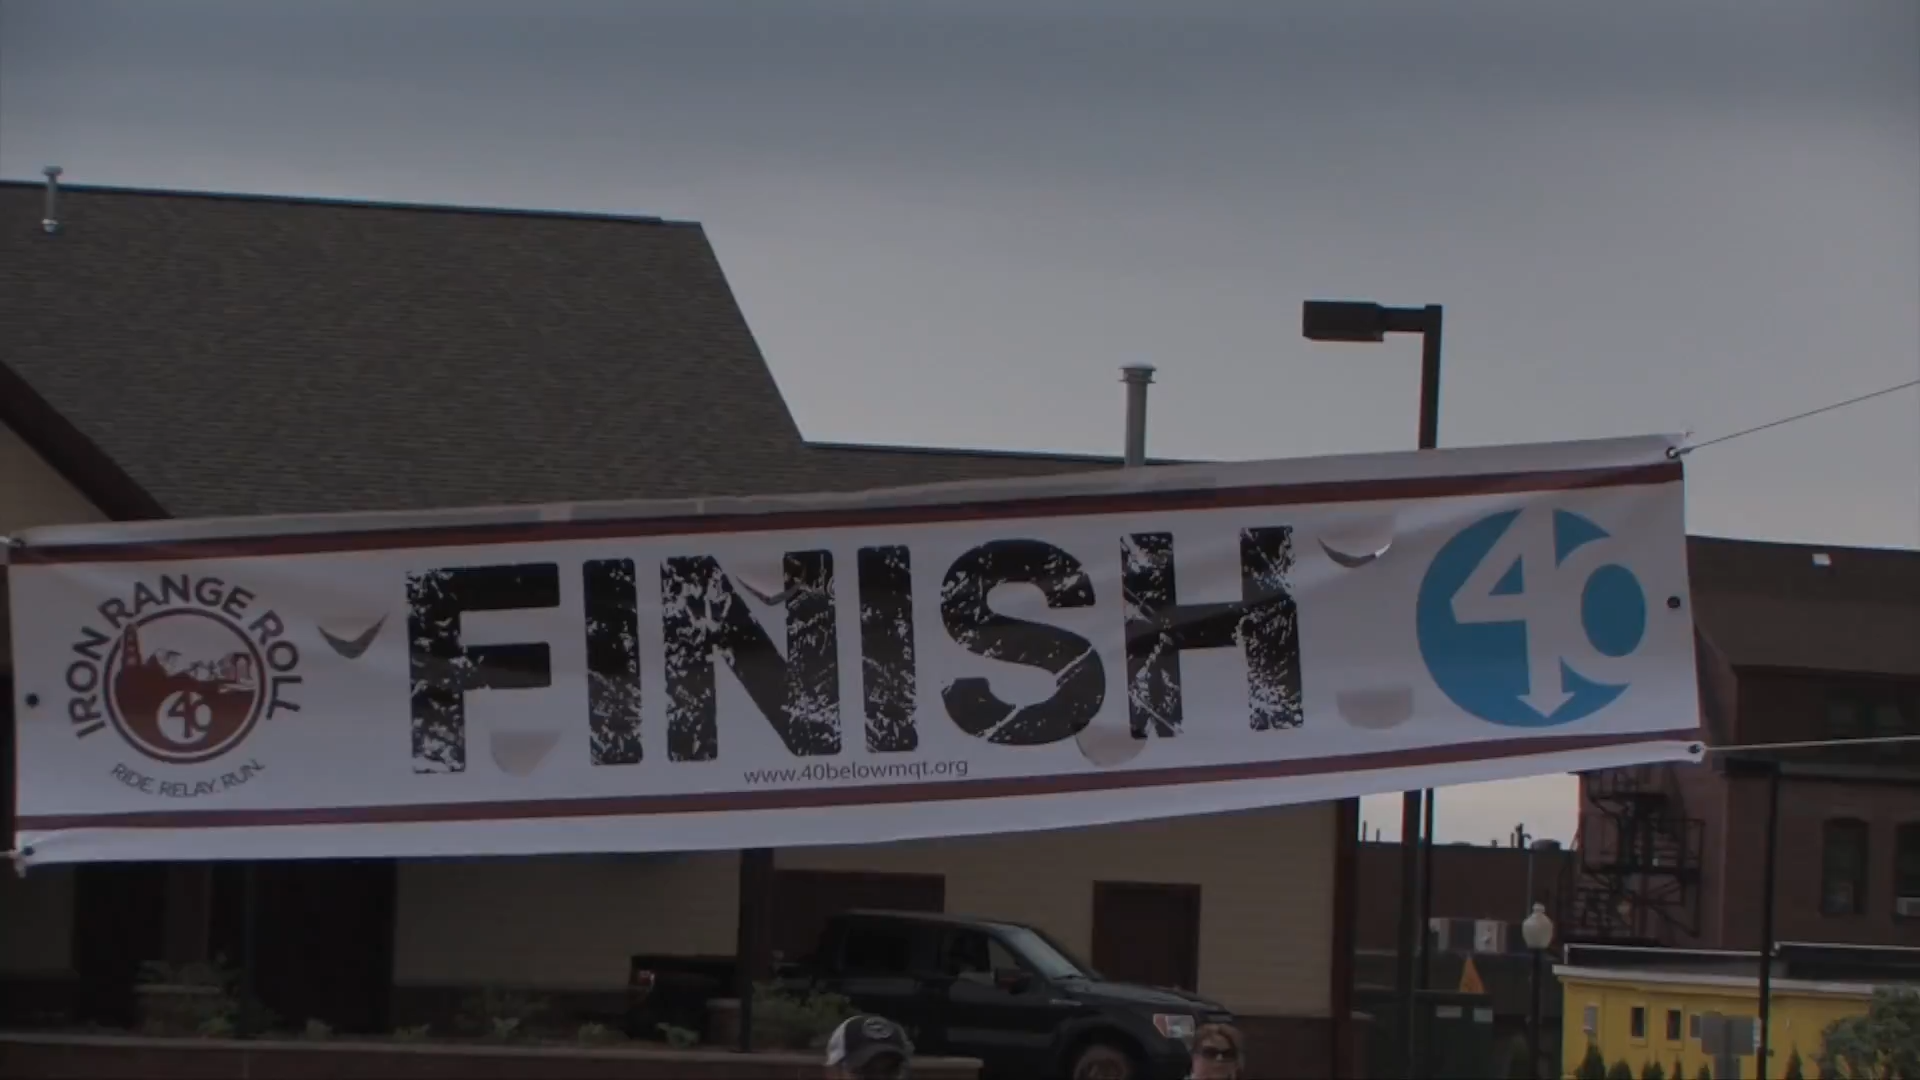 IRON RANGE ROLL
40
RIDE. RELAY. RUN.
FINISH
www.40belowmqt.org
40